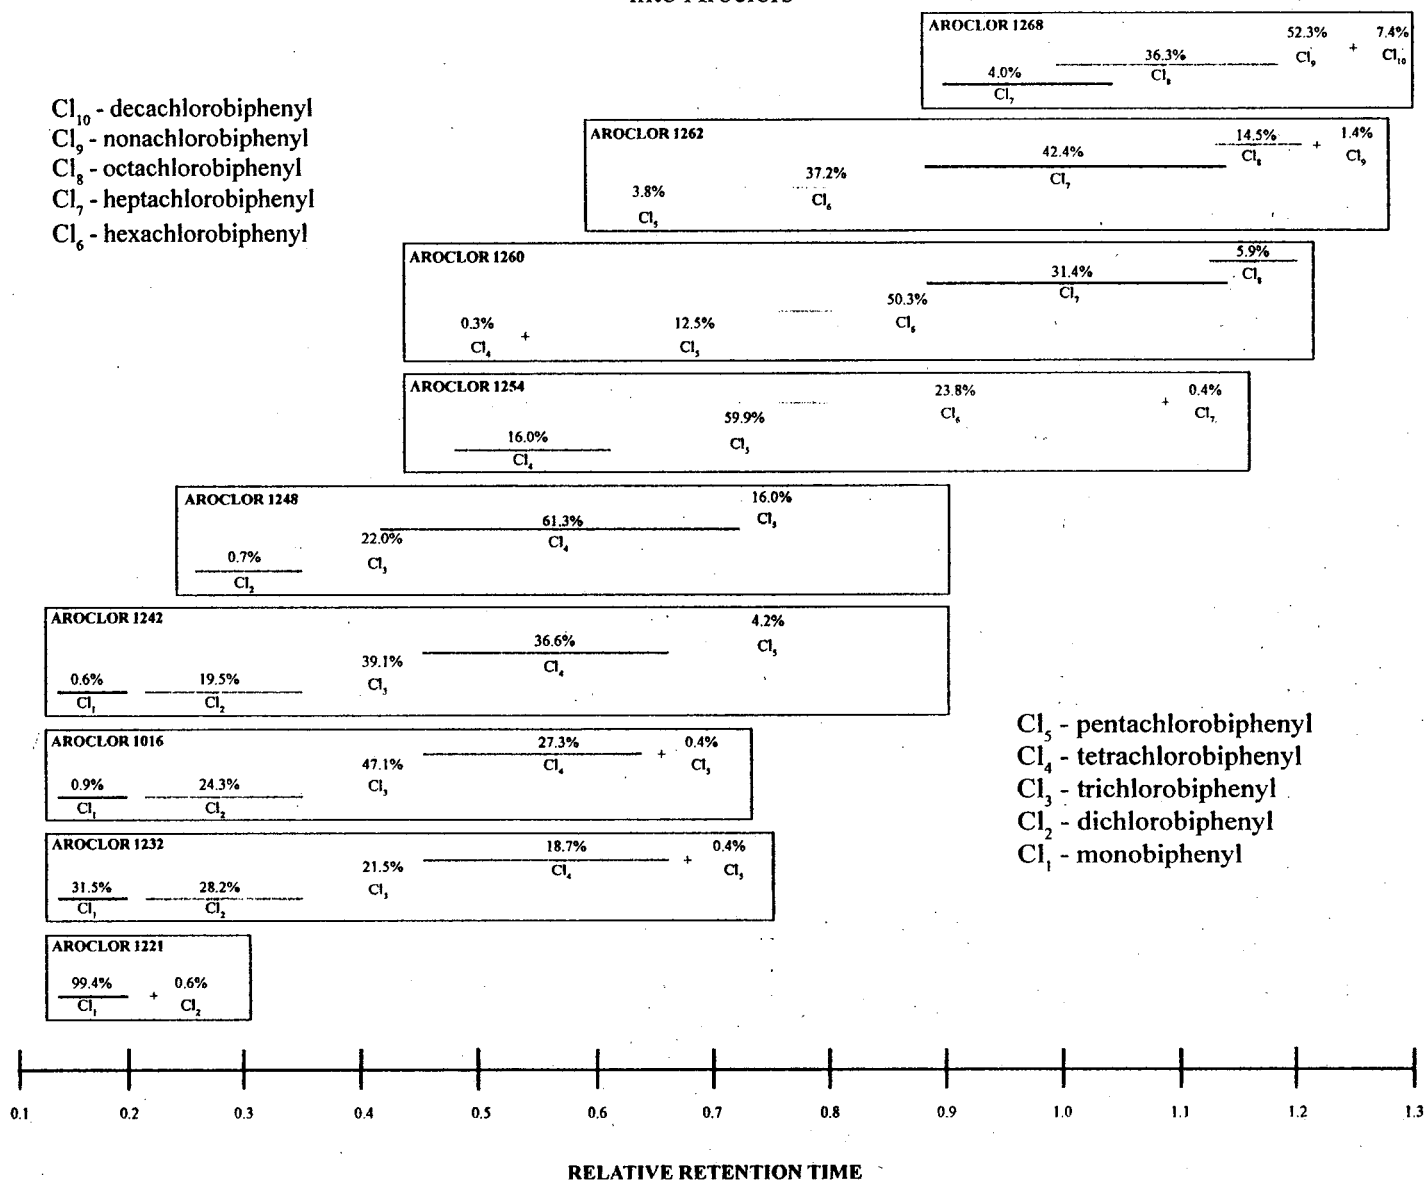 into Aroclors
AROCLOR 1268
4.0%
Cl₇
36.3%
Cl₈
52.3%
Cl₉
+
7.4%
Cl₁₀
Cl₁₀ - decachlorobiphenyl
Cl₉ - nonachlorobiphenyl
Cl₈ - octachlorobiphenyl
Cl₇ - heptachlorobiphenyl
Cl₆ - hexachlorobiphenyl
AROCLOR 1262
3.8%
Cl₅
37.2%
Cl₆
42.4%
Cl₇
14.5%
Cl₈
+
1.4%
Cl₉
AROCLOR 1260
0.3%
Cl₄
+
12.5%
Cl₅
50.3%
Cl₆
31.4%
Cl₇
5.9%
Cl₈
AROCLOR 1254
16.0%
Cl₄
59.9%
Cl₅
23.8%
Cl₆
+
0.4%
Cl₇
AROCLOR 1248
0.7%
Cl₂
22.0%
Cl₃
61.3%
Cl₄
16.0%
Cl₅
AROCLOR 1242
0.6%
Cl₁
19.5%
Cl₂
39.1%
Cl₃
36.6%
Cl₄
4.2%
Cl₅
AROCLOR 1016
0.9%
Cl₁
24.3%
Cl₂
47.1%
Cl₃
27.3%
Cl₄
+
0.4%
Cl₅
Cl₅ - pentachlorobiphenyl
Cl₄ - tetrachlorobiphenyl
Cl₃ - trichlorobiphenyl
Cl₂ - dichlorobiphenyl
Cl₁ - monobiphenyl
AROCLOR 1232
31.5%
Cl₁
28.2%
Cl₂
21.5%
Cl₃
18.7%
Cl₄
+
0.4%
Cl₅
AROCLOR 1221
99.4%
Cl₁
+
0.6%
Cl₂
0.1 0.2 0.3 0.4 0.5 0.6 0.7 0.8 0.9 1.0 1.1 1.2 1.3
RELATIVE RETENTION TIME